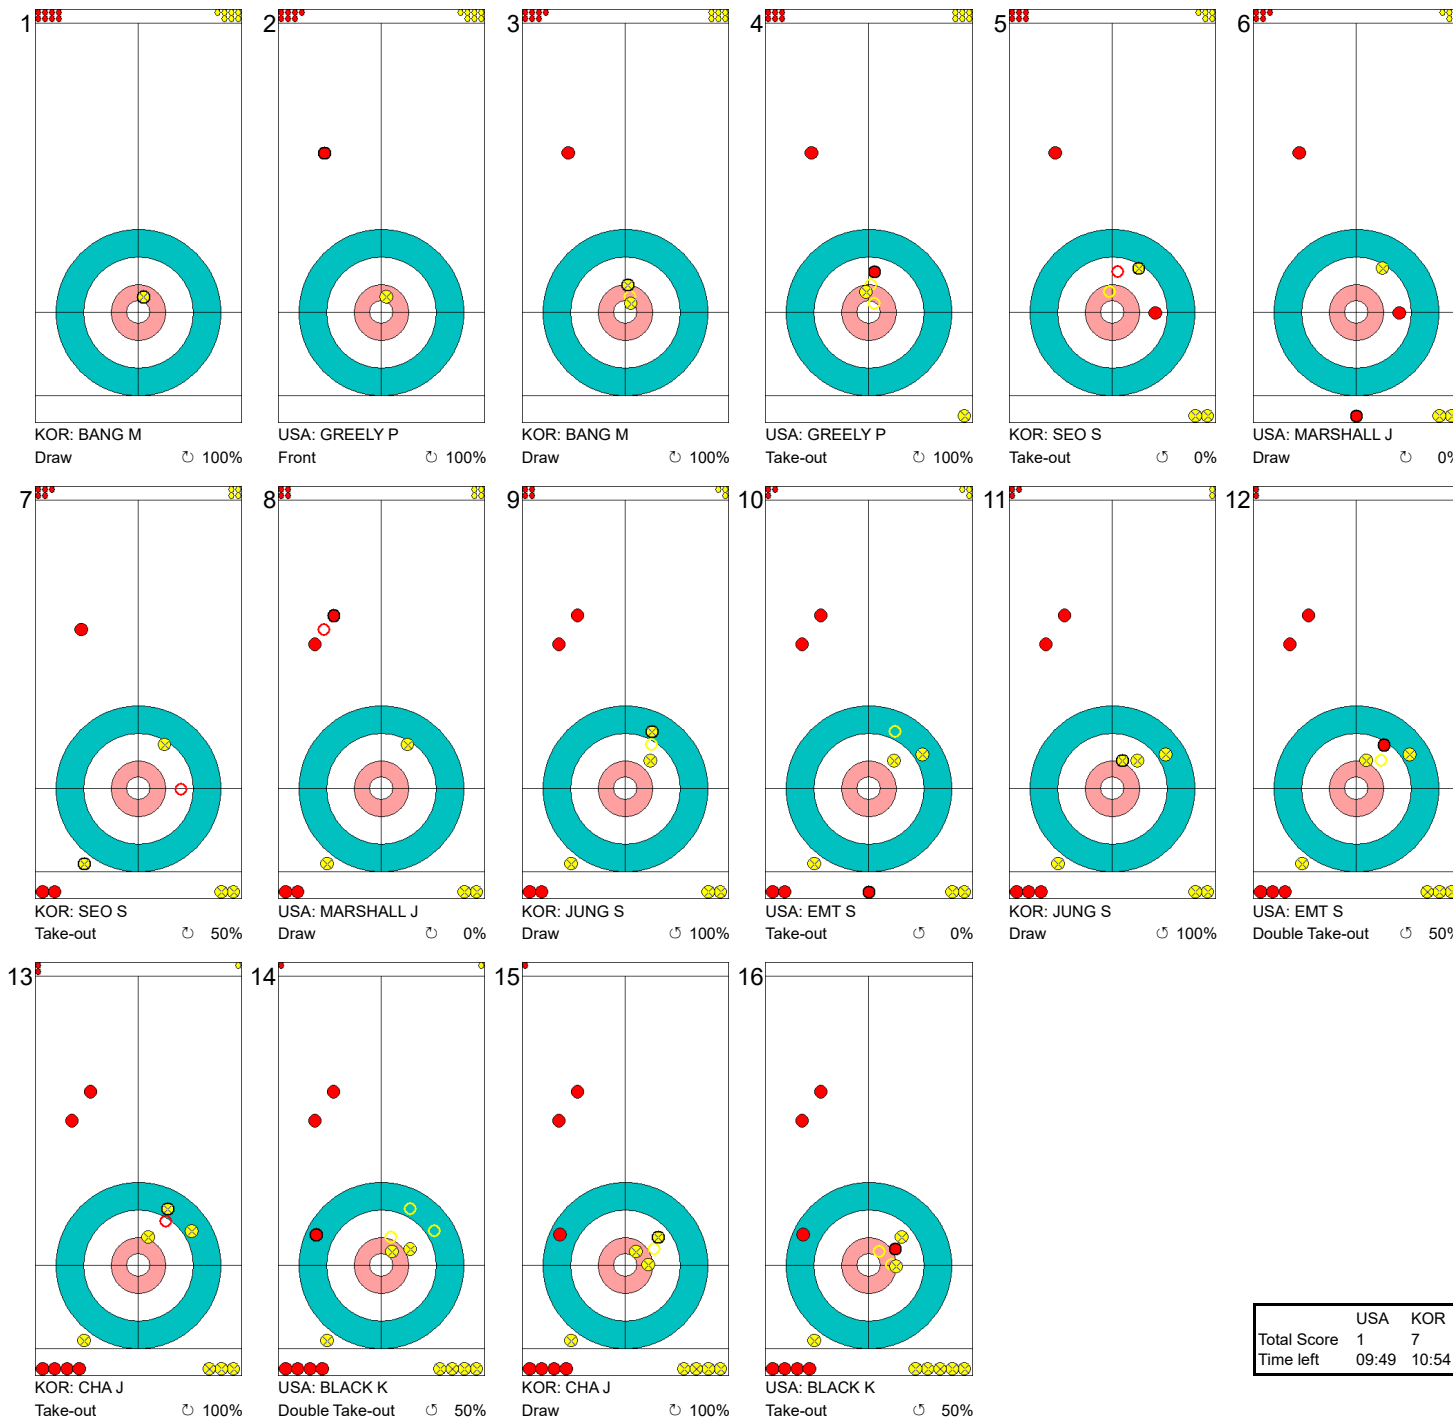 1
KOR: BANG M
Draw ↻ 100%
2
USA: GREELY P
Front ↻ 100%
3
KOR: BANG M
Draw ↻ 100%
4
USA: GREELY P
Take-out ↻ 100%
5
KOR: SEO S
Take-out ↺ 0%
6
USA: MARSHALL J
Draw ↻ 0%
7
KOR: SEO S
Take-out ↻ 50%
8
USA: MARSHALL J
Draw ↻ 0%
9
KOR: JUNG S
Draw ↺ 100%
10
USA: EMT S
Take-out ↺ 0%
11
KOR: JUNG S
Draw ↺ 100%
12
USA: EMT S
Double Take-out ↺ 50%
13
KOR: CHA J
Take-out ↻ 100%
14
USA: BLACK K
Double Take-out ↺ 50%
15
KOR: CHA J
Draw ↻ 100%
16
USA: BLACK K
Take-out ↺ 50%
USA KOR
Total Score 1 7
Time left 09:49 10:54